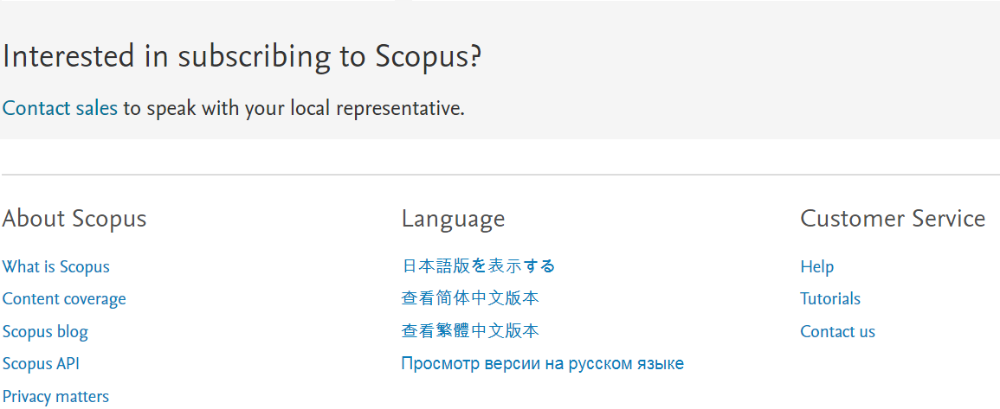 Interested in subscribing to Scopus?
Contact sales to speak with your local representative.
About Scopus
What is Scopus
Content coverage
Scopus blog
Scopus API
Privacy matters
Language
日本語版を表示する
查看简体中文版本
查看繁體中文版本
Просмотр версии на русском языке
Customer Service
Help
Tutorials
Contact us